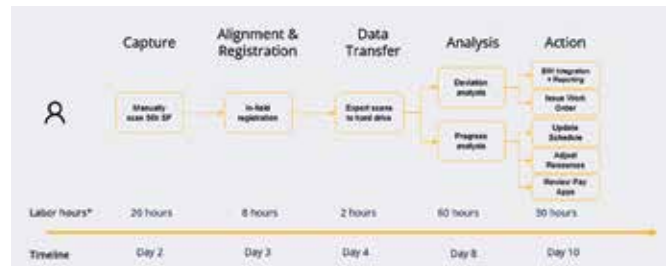 Capture
Alignment &
Registration
Data
Transfer
Analysis
Action
Manually
scan 50k SF
In-field
registration
Export scans
to hard drive
Deviation
analysis
Progress
analysis
BIM Integration
+ Reporting
Issue Work
Order
Update
Schedule
Adjust
Resources
Review Pay
Apps
Labor hours*
20 hours
8 hours
2 hours
60 hours
30 hours
Timeline
Day 2
Day 3
Day 4
Day 8
Day 10